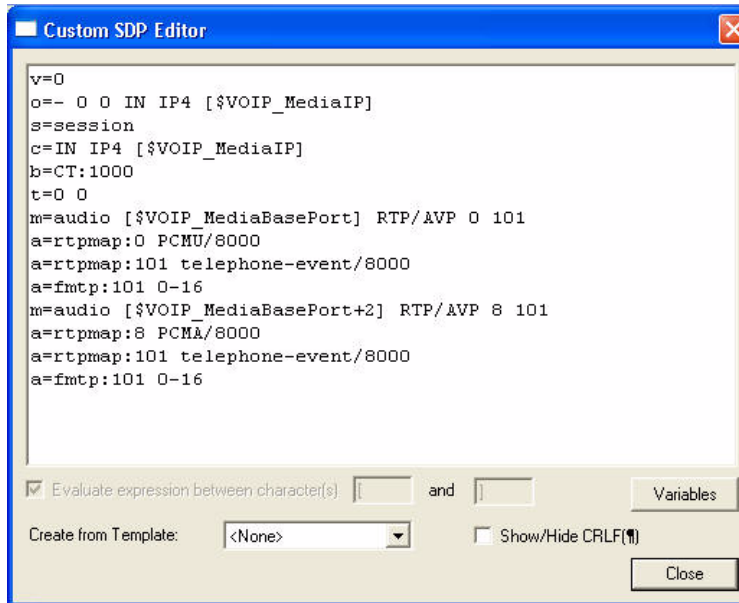 Custom SDP Editor
v=0
o=- 0 0 IN IP4 [$VOIP_MediaIP]
s=session
c=IN IP4 [$VOIP_MediaIP]
b=CT:1000
t=0 0
m=audio [$VOIP_MediaBasePort] RTP/AVP 0 101
a=rtpmap:0 PCMU/8000
a=rtpmap:101 telephone-event/8000
a=fmtp:101 0-16
m=audio [$VOIP_MediaBasePort+2] RTP/AVP 8 101
a=rtpmap:8 PCMA/8000
a=rtpmap:101 telephone-event/8000
a=fmtp:101 0-16
Evaluate expression between character(s) [ and ] Variables
Create from Template: <None> Show/Hide CRLF(¶)
Close